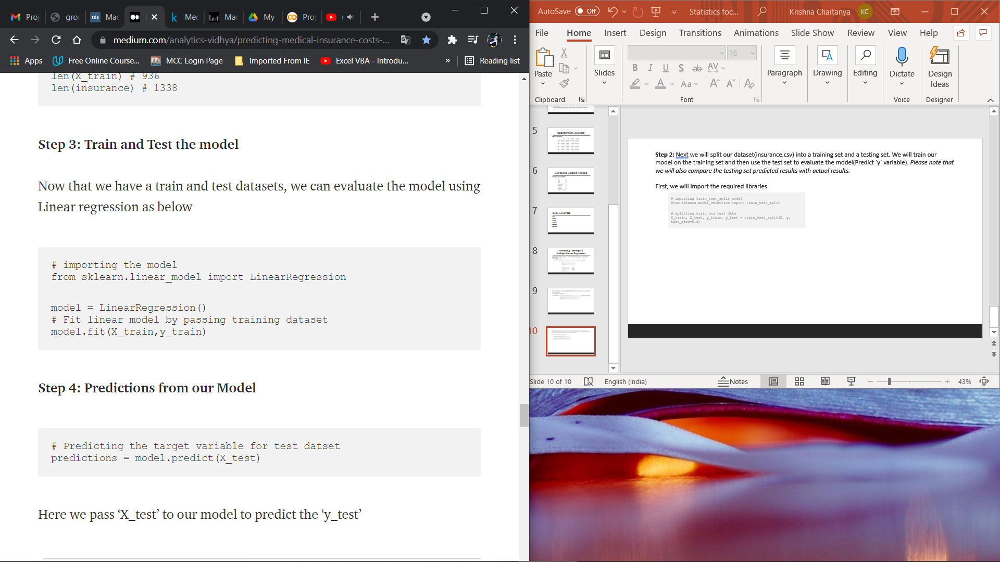 Proj
grou
tds
Mac
Mec
Mac
My
Proj
medium.com/analytics-vidhya/predicting-medical-insurance-costs-...
Apps
Free Online Course...
MCC Login Page
Imported From IE
Excel VBA - Introdu...
»
Reading list
len(X_train) # 936
len(insurance) # 1338
Step 3: Train and Test the model
Now that we have a train and test datasets, we can evaluate the model using
Linear regression as below
# importing the model
from sklearn.linear_model import LinearRegression
model = LinearRegression()
# Fit linear model by passing training dataset
model.fit(X_train,y_train)
Step 4: Predictions from our Model
# Predicting the target variable for test datset
predictions = model.predict(X_test)
Here we pass ‘X_test’ to our model to predict the ‘y_test’
AutoSave
Off
Statistics foc...
Krishna Chaitanya
KC
File
Home
Insert
Design
Transitions
Animations
Slide Show
Review
View
Help
Paste
Slides
18
B I U S ab AV
A Aa A A A
Paragraph
Drawing
Editing
Dictate
Design
Ideas
Clipboard
Font
Voice
Designer
5
DESCRIPTIVE ANALYSIS
6
HANDLING MISSING VALUES
7
DATA ANALYSIS
8
Modeling Techniques
Multiple Linear Regression
9
10
Step 2: Next we will split our dataset(insurance.csv) into a training set and a testing set. We will train our
model on the training set and then use the test set to evaluate the model(Predict ‘y’ variable). Please note that
we will also compare the testing set predicted results with actual results.
First, we will import the required libraries
# importing train_test_split model
from sklearn.model_selection import train_test_split
# splitting train and test data
X_train, X_test, y_train, y_test = train_test_split(X, y,
test_size=0.4)
Slide 10 of 10
English (India)
Notes
43%